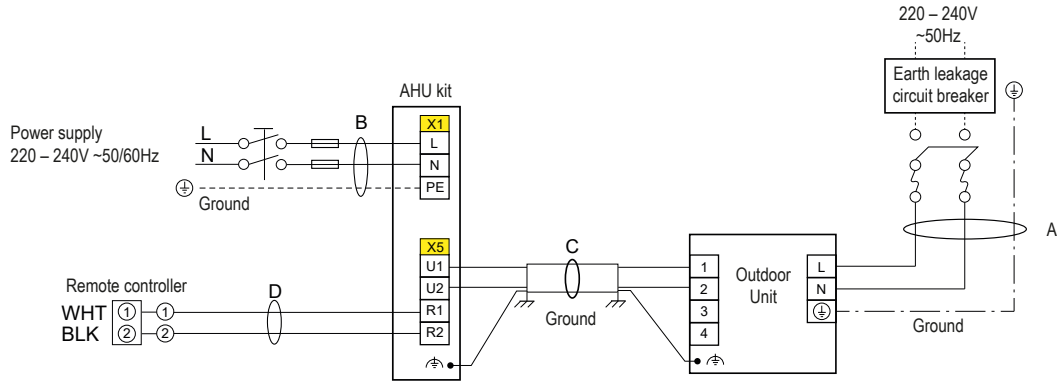 220 – 240V
~50Hz
Earth leakage
circuit breaker
AHU kit
Power supply
220 – 240V ~50/60Hz
L
N
B
X1
L
N
PE
Ground
A
X5
U1
U2
R1
R2
C
Ground
1
2
3
4
Outdoor
Unit
L
N
Ground
Remote controller
WHT 1 1
BLK 2 2
D